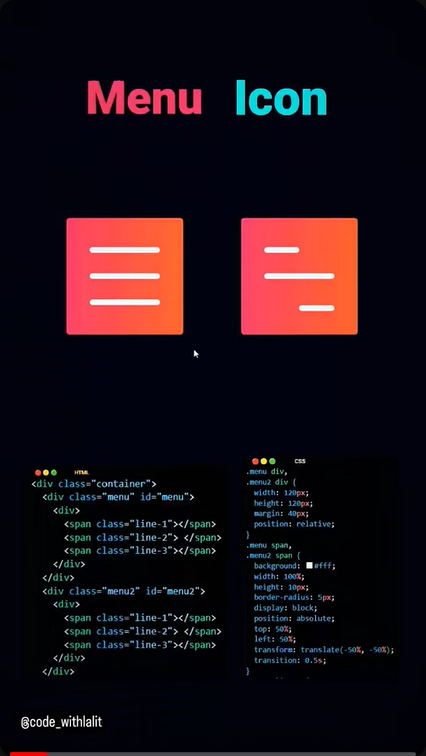 Menu Icon
HTML
<div class="container">
<div class="menu" id="menu">
<div>
<span class="line-1"></span>
<span class="line-2"> </span>
<span class="line-3"></span>
</div>
</div>
<div class="menu2" id="menu2">
<div>
<span class="line-1"></span>
<span class="line-2"> </span>
<span class="line-3"></span>
</div>
</div>
CSS
.menu div,
.menu2 div {
width: 120px;
height: 120px;
margin: 40px;
position: relative;
}
.menu span,
.menu2 span {
background: #fff;
width: 100%;
height: 10px;
border-radius: 5px;
display: block;
position: absolute;
top: 50%;
left: 50%;
transform: translate(-50%, -50%);
transition: 0.5s;
}
@code_withlalit